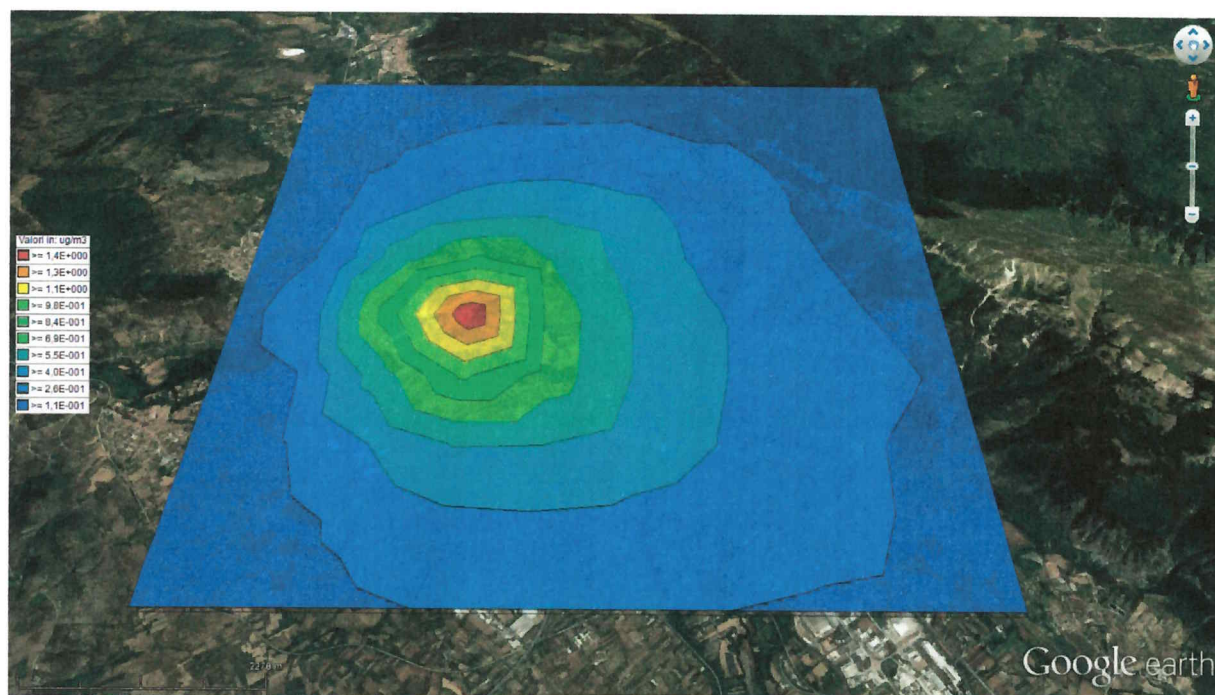 Valori in: ug/m3
>= 1,4E+000
>= 1,3E+000
>= 1,1E+000
>= 9,8E-001
>= 8,4E-001
>= 6,9E-001
>= 5,5E-001
>= 4,0E-001
>= 2,6E-001
>= 1,1E-001
2278 m
Google earth